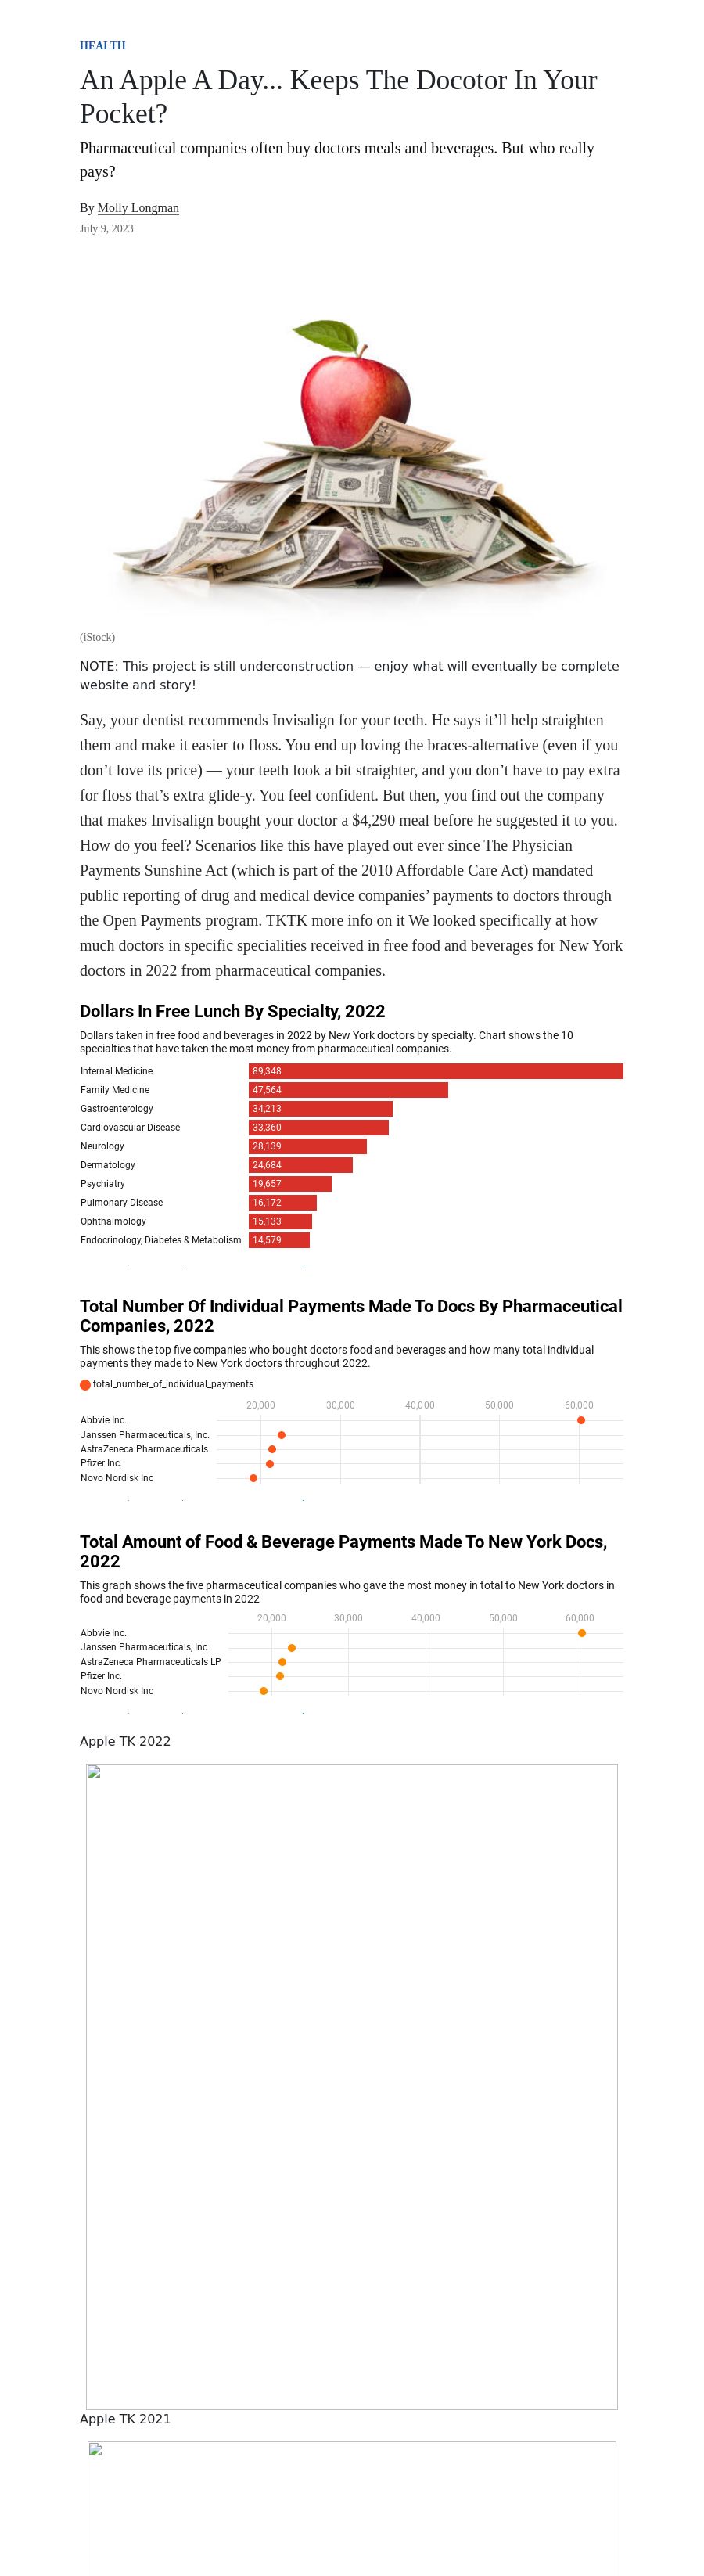 HEALTH
An Apple A Day... Keeps The Docotor In Your
Pocket?
Pharmaceutical companies often buy doctors meals and beverages. But who really
pays?
By Molly Longman
July 9, 2023
(iStock)
NOTE: This project is still underconstruction — enjoy what will eventually be complete
website and story!
Say, your dentist recommends Invisalign for your teeth. He says it’ll help straighten
them and make it easier to floss. You end up loving the braces-alternative (even if you
don’t love its price) — your teeth look a bit straighter, and you don’t have to pay extra
for floss that’s extra glide-y. You feel confident. But then, you find out the company
that makes Invisalign bought your doctor a $4,290 meal before he suggested it to you.
How do you feel? Scenarios like this have played out ever since The Physician
Payments Sunshine Act (which is part of the 2010 Affordable Care Act) mandated
public reporting of drug and medical device companies’ payments to doctors through
the Open Payments program. TKTK more info on it We looked specifically at how
much doctors in specific specialities received in free food and beverages for New York
doctors in 2022 from pharmaceutical companies.
Dollars In Free Lunch By Specialty, 2022
Dollars taken in free food and beverages in 2022 by New York doctors by specialty. Chart shows the 10
specialties that have taken the most money from pharmaceutical companies.
Internal Medicine 89,348
Family Medicine 47,564
Gastroenterology 34,213
Cardiovascular Disease 33,360
Neurology 28,139
Dermatology 24,684
Psychiatry 19,657
Pulmonary Disease 16,172
Ophthalmology 15,133
Endocrinology, Diabetes & Metabolism 14,579
Total Number Of Individual Payments Made To Docs By Pharmaceutical
Companies, 2022
This shows the top five companies who bought doctors food and beverages and how many total individual
payments they made to New York doctors throughout 2022.
total_number_of_individual_payments
20,000 30,000 40,000 50,000 60,000
Abbvie Inc.
Janssen Pharmaceuticals, Inc.
AstraZeneca Pharmaceuticals
Pfizer Inc.
Novo Nordisk Inc
Total Amount of Food & Beverage Payments Made To New York Docs,
2022
This graph shows the five pharmaceutical companies who gave the most money in total to New York doctors in
food and beverage payments in 2022
20,000 30,000 40,000 50,000 60,000
Abbvie Inc.
Janssen Pharmaceuticals, Inc
AstraZeneca Pharmaceuticals LP
Pfizer Inc.
Novo Nordisk Inc
Apple TK 2022
Apple TK 2021